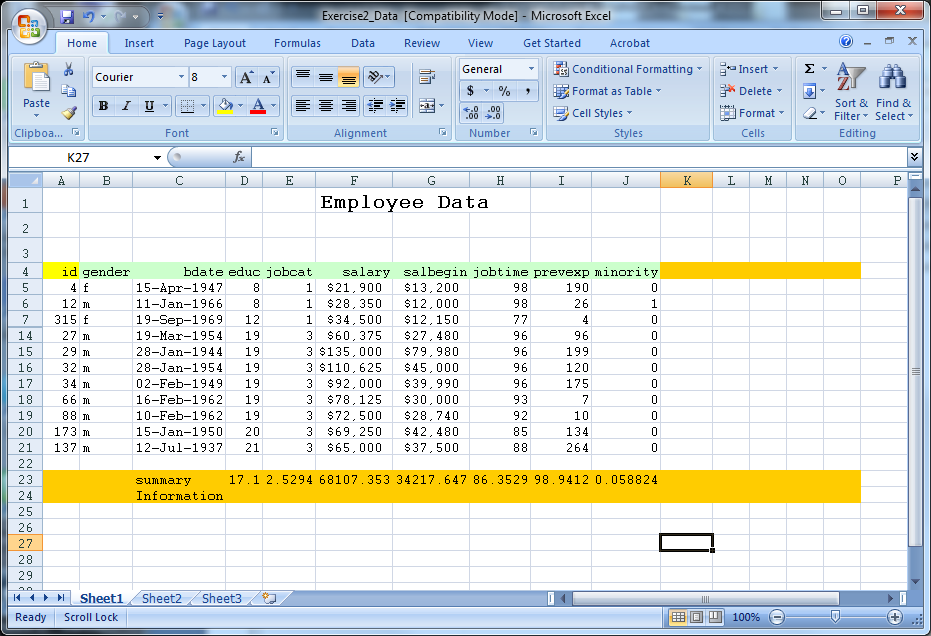 Exercise2_Data [Compatibility Mode] - Microsoft Excel
Home Insert Page Layout Formulas Data Review View Get Started Acrobat
Courier 8 General Conditional Formatting Insert Σ
Paste B I U $ % , Format as Table Delete Sort & Filter Find & Select
Cell Styles Format
Clipboa... Font Alignment Number Styles Cells Editing
K27 fx
A B C D E F G H I J K L M N O P
1 Employee Data
2
3
4 id gender bdate educ jobcat salary salbegin jobtime prevexp minority
5 4 f 15-Apr-1947 8 1 $21,900 $13,200 98 190 0
6 12 m 11-Jan-1966 8 1 $28,350 $12,000 98 26 1
7 315 f 19-Sep-1969 12 1 $34,500 $12,150 77 4 0
14 27 m 19-Mar-1954 19 3 $60,375 $27,480 96 96 0
15 29 m 28-Jan-1944 19 3 $135,000 $79,980 96 199 0
16 32 m 28-Jan-1954 19 3 $110,625 $45,000 96 120 0
17 34 m 02-Feb-1949 19 3 $92,000 $39,990 96 175 0
18 66 m 16-Feb-1962 19 3 $78,125 $30,000 93 7 0
19 88 m 10-Feb-1962 19 3 $72,500 $28,740 92 10 0
20 173 m 15-Jan-1950 20 3 $69,250 $42,480 85 134 0
21 137 m 12-Jul-1937 21 3 $65,000 $37,500 88 264 0
22
23 summary 17.1 2.5294 68107.353 34217.647 86.3529 98.9412 0.058824
24 Information
25
26
27
28
29
Sheet1 Sheet2 Sheet3
Ready Scroll Lock 100%